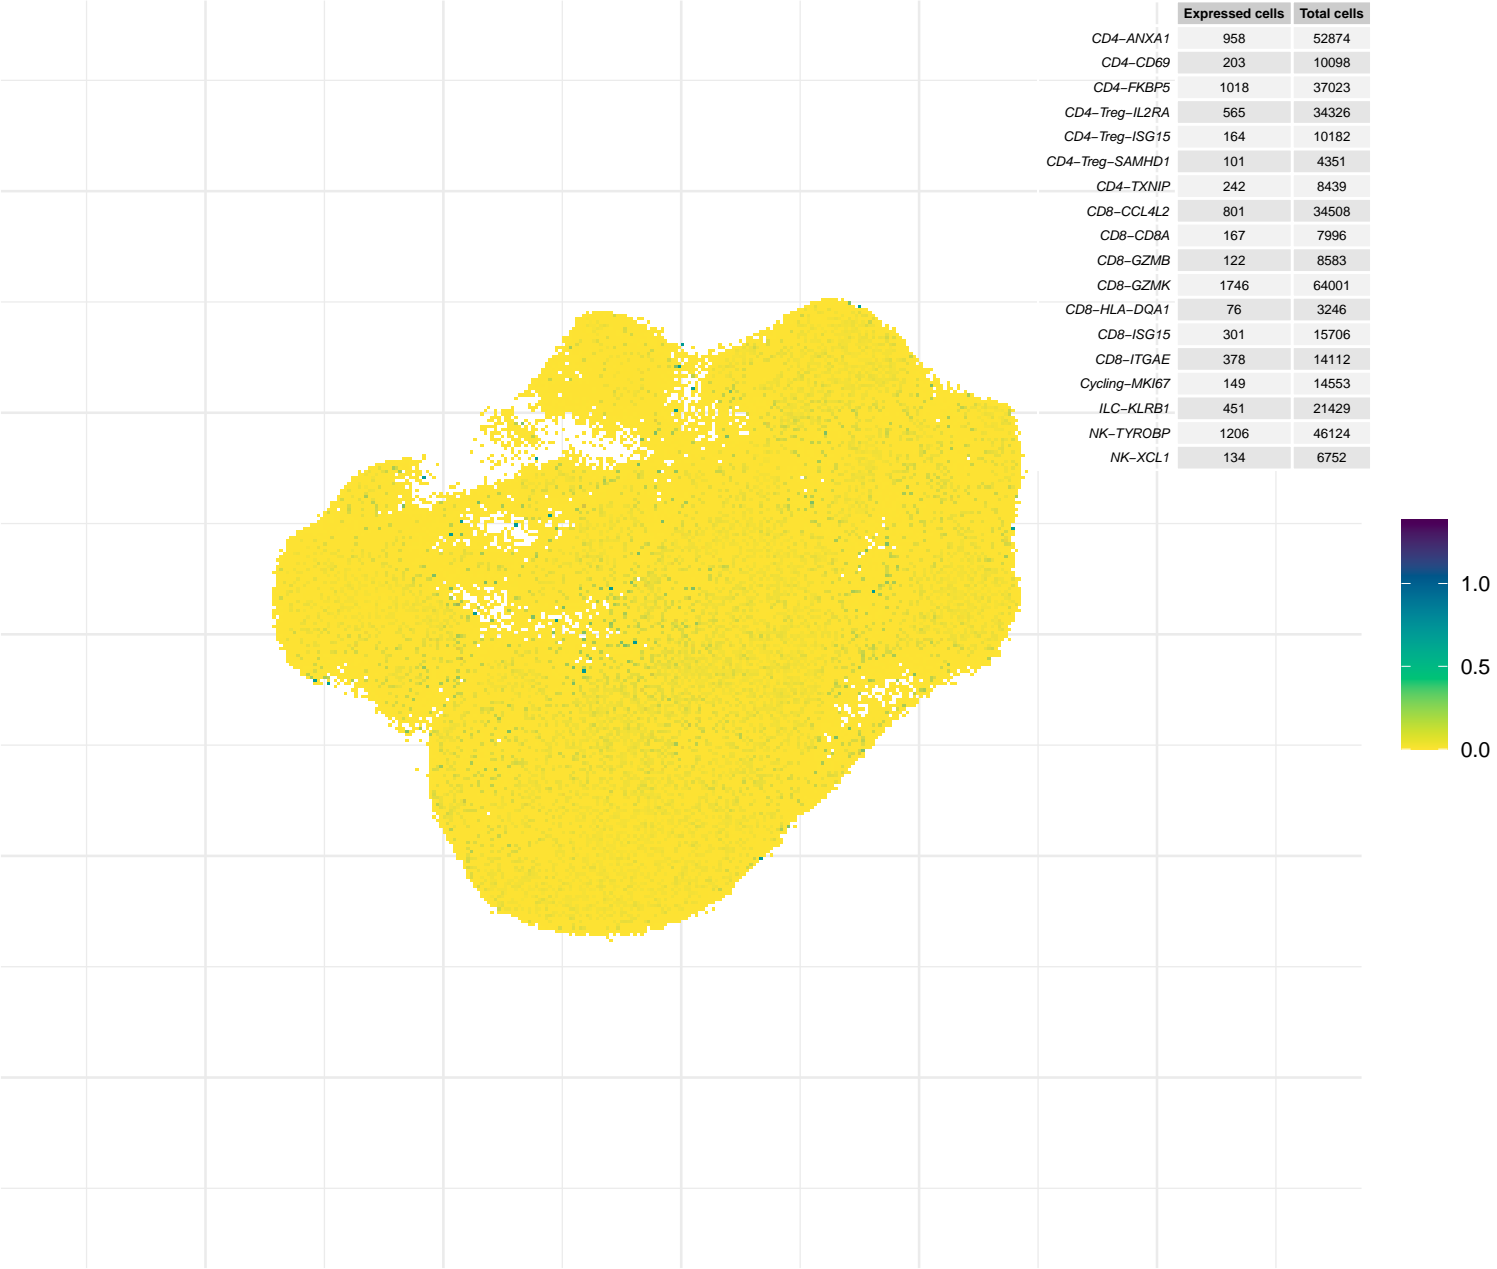 Expressed cells Total cells
CD4−ANXA1 958 52874
CD4−CD69 203 10098
CD4−FKBP5 1018 37023
CD4−Treg−IL2RA 565 34326
CD4−Treg−ISG15 164 10182
CD4−Treg−SAMHD1 101 4351
CD4−TXNIP 242 8439
CD8−CCL4L2 801 34508
CD8−CD8A 167 7996
CD8−GZMB 122 8583
CD8−GZMK 1746 64001
CD8−HLA−DQA1 76 3246
CD8−ISG15 301 15706
CD8−ITGAE 378 14112
Cycling−MKI67 149 14553
ILC−KLRB1 451 21429
NK−TYROBP 1206 46124
NK−XCL1 134 6752
1.0
0.5
0.0